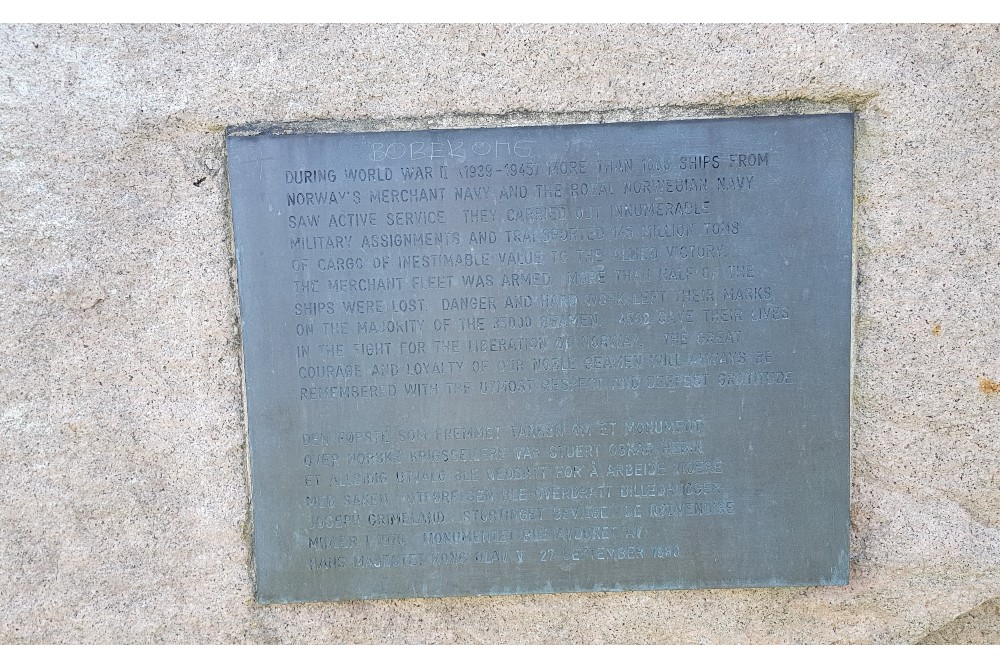 BOBEROHE
DURING WORLD WAR II (1939-1945) MORE THAN 1000 SHIPS FROM
NORWAY'S MERCHANT NAVY AND THE ROYAL NORWEGIAN NAVY
SAW ACTIVE SERVICE. THEY CARRIED OUT INNUMERABLE
MILITARY ASSIGNMENTS AND TRANSPORTED MILLION TONS
OF CARGO OF INESTIMABLE VALUE TO THE ALLIED VICTORY.
THE MERCHANT FLEET WAS ARMED. MORE THAN HALF OF THE
SHIPS WERE LOST. DANGER AND HARD WORK LEFT THEIR MARKS
ON THE MAJORITY OF THE 35000 SEAMEN. GAVE THEIR LIVES
IN THE FIGHT FOR THE LIBERATION OF NORWAY. THE GREAT
COURAGE AND LOYALTY OF OUR NOBLE SEAMEN WILL ALWAYS BE
REMEMBERED WITH THE UTMOST RESPECT AND DEEPEST GRATITUDE
DEN FØRSTE SOM FREMMET TANKEN OM ET MONUMENT
OVER NORSKE KRIGSSEILERE VAR STUERT OSKAR
ET ALLSIDIG UTVALG BLE NEDSATT FOR Å ARBEIDE VIDERE
MED SAKEN. BLE OVERDRATT BILLEDHUGGER
JOSEPH GRIMELAND. STORTINGET BEVILGET DE NØDVENDIGE
MIDLER I MONUMENTET BLE AVDUKET AV
HANS MAJESTET KONG OLAV V 27 SEPTEMBER 1980